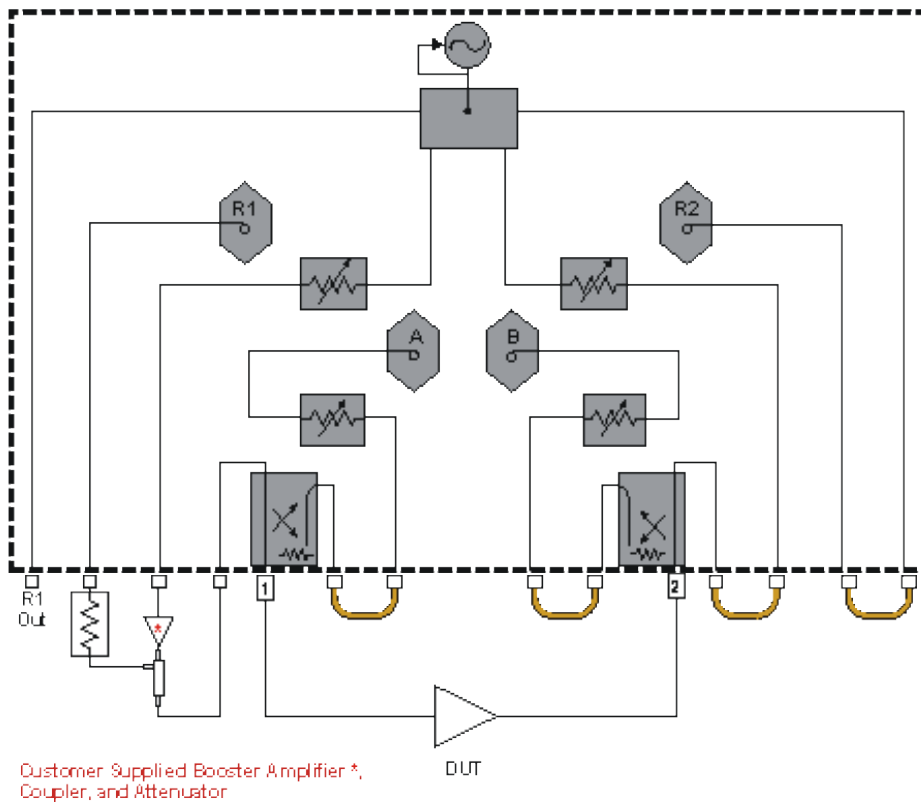 R1
R2
A
B
1
2
R1
Out
*
DUT
Customer Supplied Booster Amplifier *,
Coupler, and Attenuator